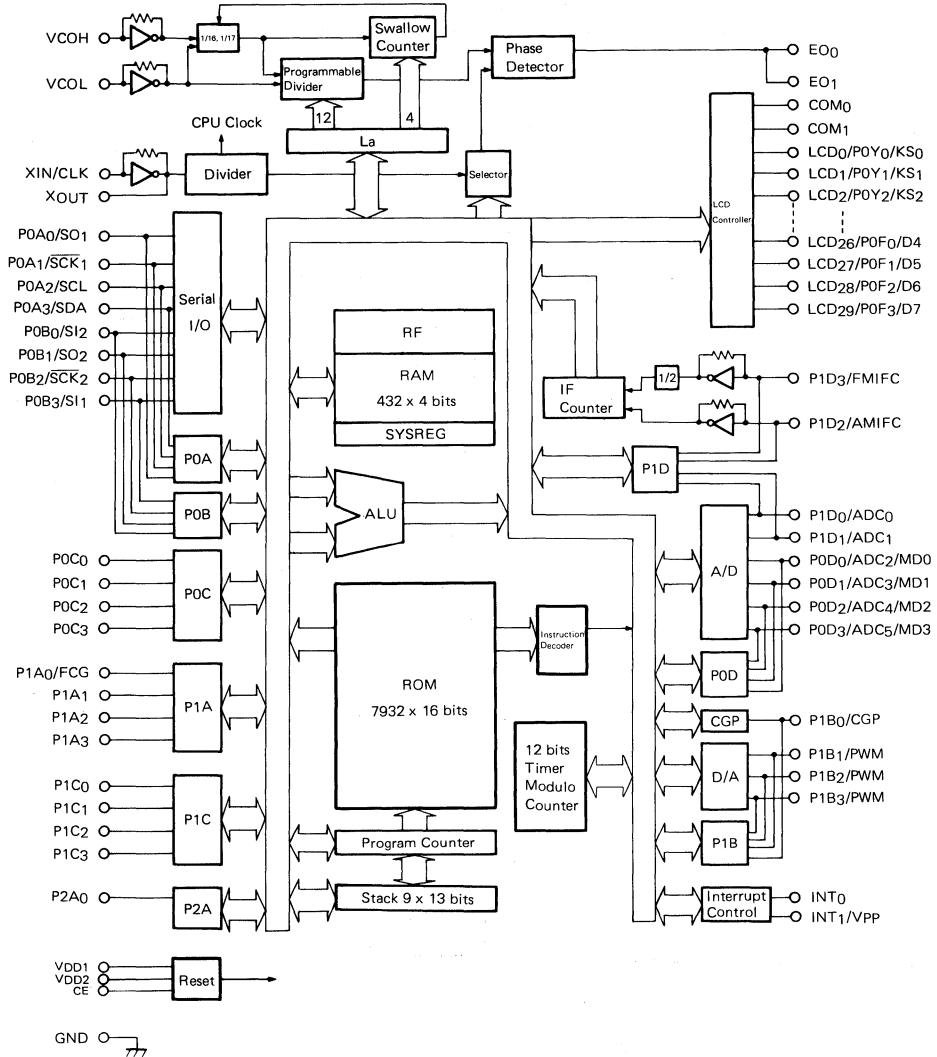 VCOH
1/16, 1/17
Swallow
Counter
Phase
Detector
EO0
VCOL
Programmable
Divider
EO1
12
4
COM0
CPU Clock
La
COM1
LCD0/P0Y0/KS0
XIN/CLK
Divider
Selector
LCD1/P0Y1/KS1
XOUT
LCD2/P0Y2/KS2
LCD
Controller
P0A0/SO1
LCD26/P0F0/D4
P0A1/SCK1
LCD27/P0F1/D5
P0A2/SCL
LCD28/P0F2/D6
P0A3/SDA
LCD29/P0F3/D7
Serial
I/O
P0B0/SI2
P0B1/SO2
P0B2/SCK2
P0B3/SI1
RF
RAM
432 x 4 bits
SYSREG
IF
Counter
1/2
P1D3/FMIFC
P1D2/AMIFC
P0A
P1D
P0B
ALU
P1D0/ADC0
P1D1/ADC1
P0C0
P0D0/ADC2/MD0
P0C1
P0C
A/D
P0D1/ADC3/MD1
P0C2
P0D2/ADC4/MD2
P0C3
P0D3/ADC5/MD3
Instruction
Decoder
P1A0/FCG
P0D
P1A1
P1A
ROM
7932 x 16 bits
P1A2
CGP
P1B0/CGP
P1A3
12 bits
Timer
Modulo
Counter
P1B1/PWM
D/A
P1B2/PWM
P1C0
P1B3/PWM
P1C1
P1C
P1C2
Program Counter
P1B
P1C3
P2A0
P2A
Stack 9 x 13 bits
Interrupt
Control
INT0
INT1/VPP
VDD1
VDD2
CE
Reset
GND